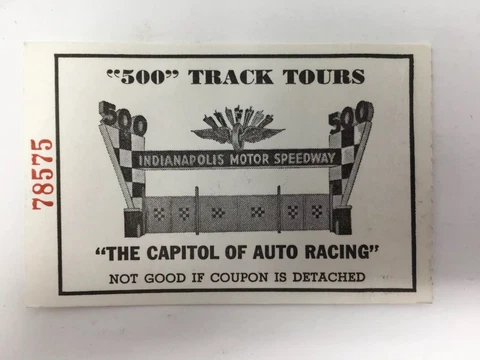 "500" TRACK TOURS
500
500
INDIANAPOLIS MOTOR SPEEDWAY
"THE CAPITOL OF AUTO RACING"
NOT GOOD IF COUPON IS DETACHED
78575